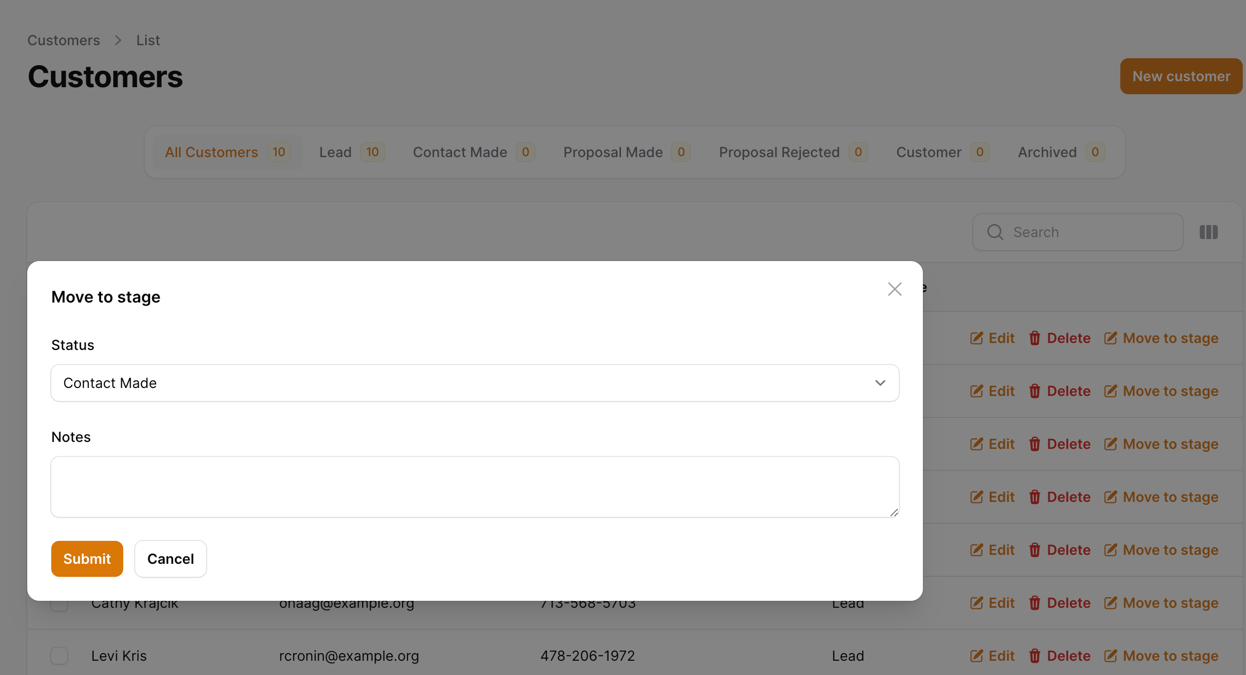 Customers > List
Customers
New customer
All Customers 10 Lead 10 Contact Made 0 Proposal Made 0 Proposal Rejected 0 Customer 0 Archived 0
Search
Move to stage
Status
Edit Delete Move to stage
Contact Made
Edit Delete Move to stage
Notes
Edit Delete Move to stage
Edit Delete Move to stage
Submit Cancel
Edit Delete Move to stage
Cathy Krajcik onaag@example.org 713-568-5703 Lead Edit Delete Move to stage
Levi Kris rcronin@example.org 478-206-1972 Lead Edit Delete Move to stage